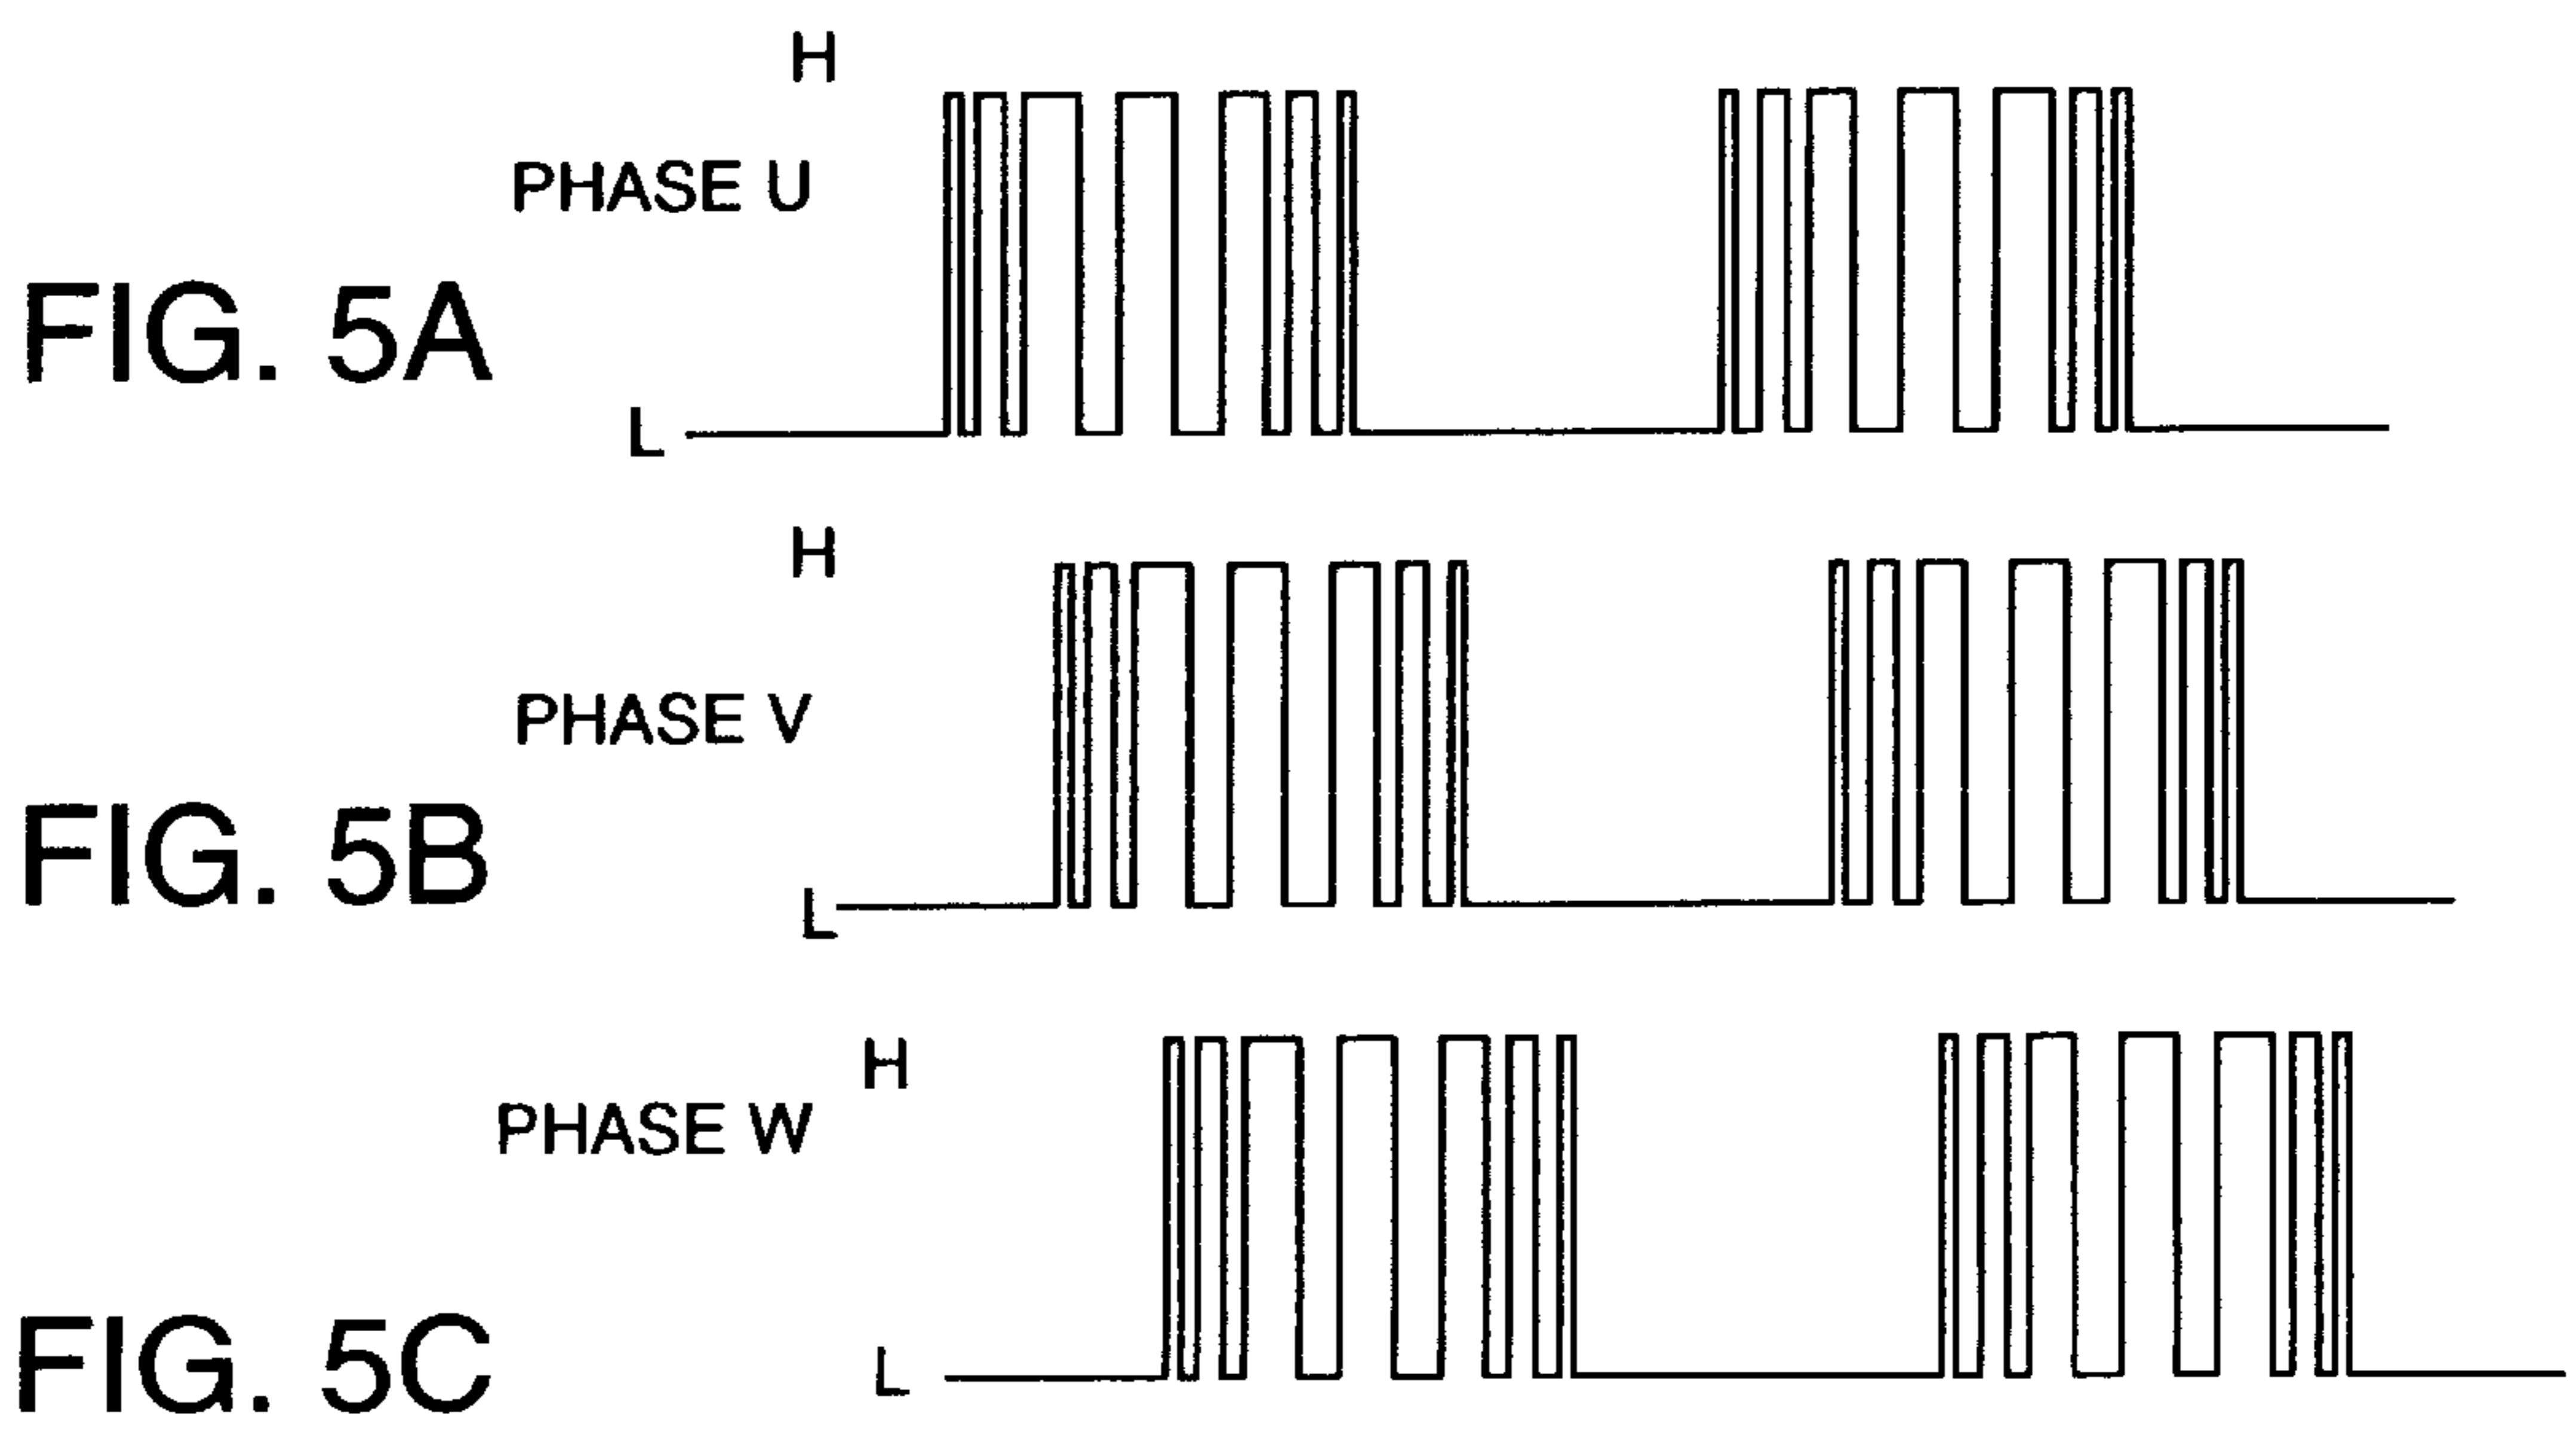 H
PHASE U
FIG. 5A
L
H
PHASE V
FIG. 5B
L
H
PHASE W
FIG. 5C
L